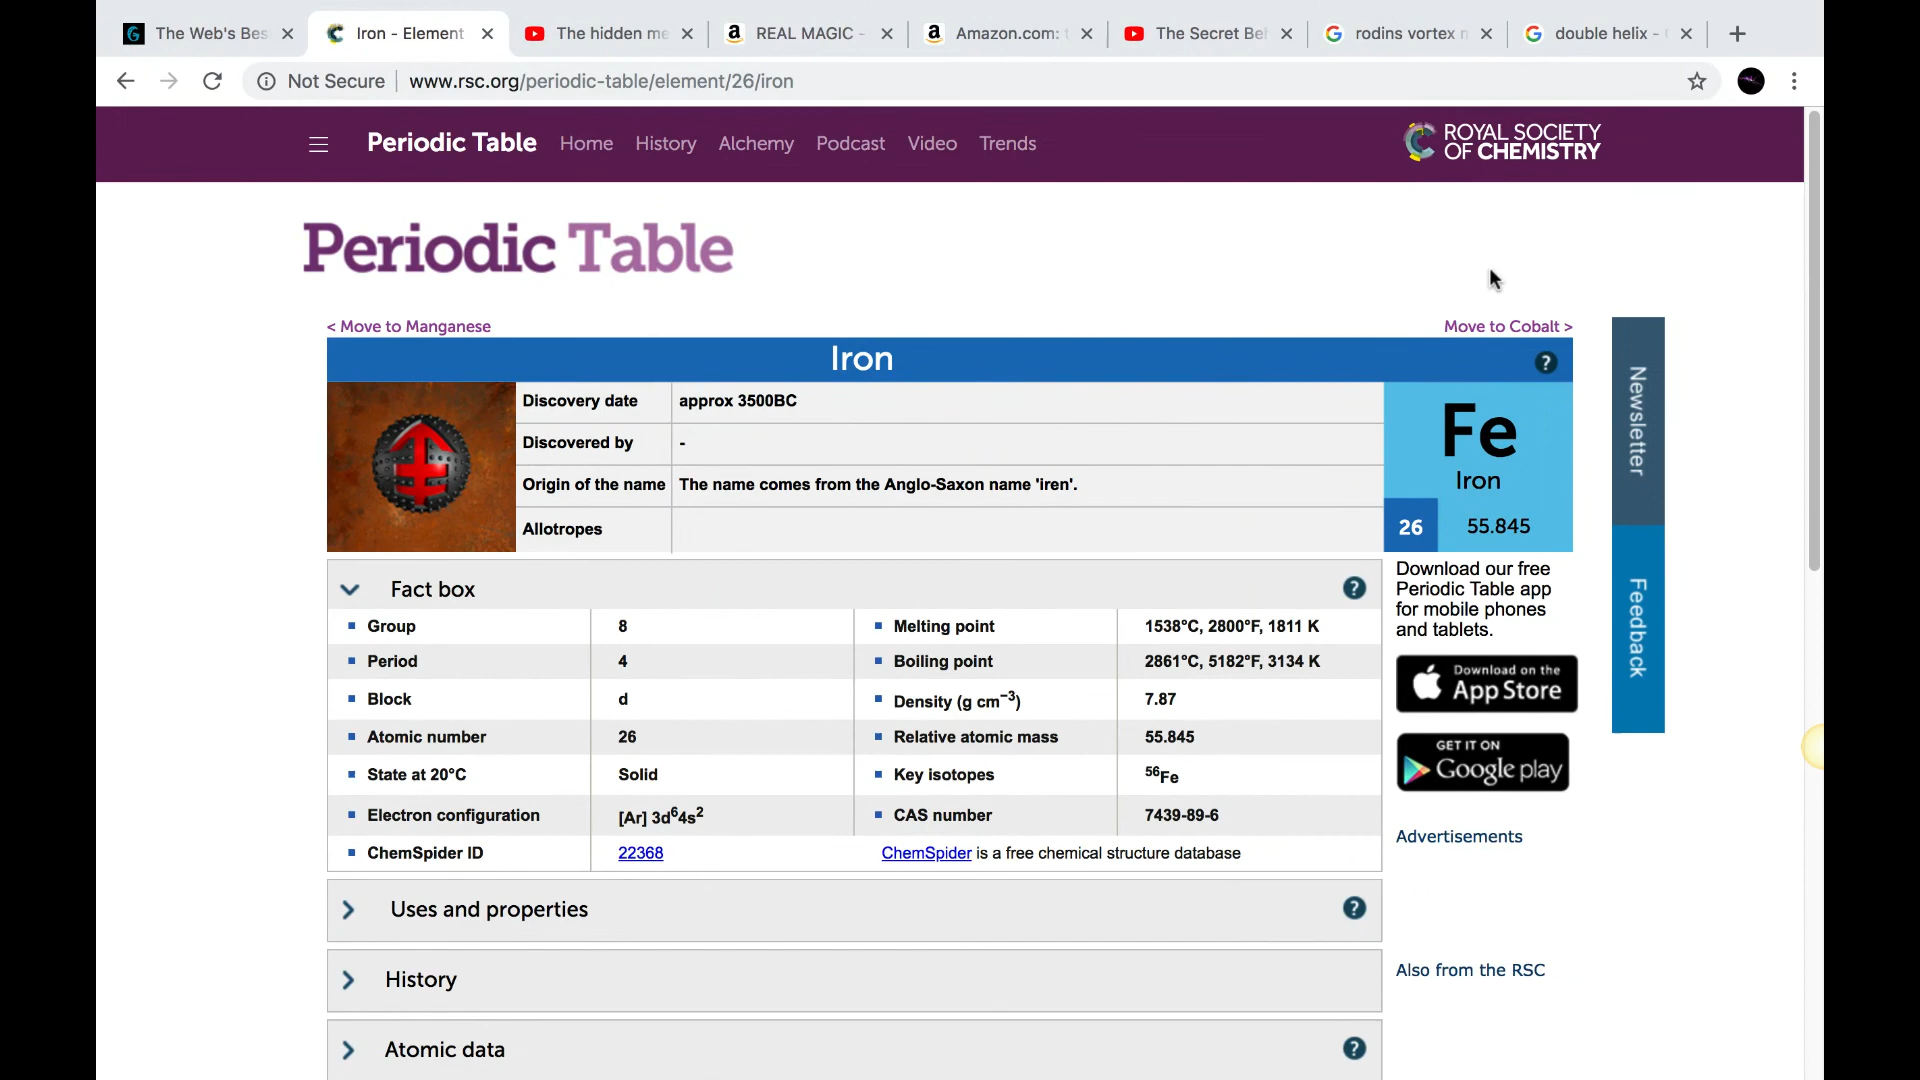 The Web's Bes
Iron - Element
The hidden me
REAL MAGIC -
Amazon.com: t
The Secret Bel
rodins vortex m
double helix -
Not Secure
www.rsc.org/periodic-table/element/26/iron
Periodic Table
Home
History
Alchemy
Podcast
Video
Trends
ROYAL SOCIETY
OF CHEMISTRY
Periodic Table
< Move to Manganese
Move to Cobalt >
Iron
?
Discovery date
approx 3500BC
Discovered by
-
Origin of the name
The name comes from the Anglo-Saxon name 'iren'.
Allotropes
Fe
Iron
26
55.845
Newsletter
Feedback
Fact box
?
Group
8
Melting point
1538°C, 2800°F, 1811 K
Period
4
Boiling point
2861°C, 5182°F, 3134 K
Block
d
Density (g cm⁻³)
7.87
Atomic number
26
Relative atomic mass
55.845
State at 20°C
Solid
Key isotopes
⁵⁶Fe
Electron configuration
[Ar] 3d⁶4s²
CAS number
7439-89-6
ChemSpider ID
22368
ChemSpider is a free chemical structure database
Download our free
Periodic Table app
for mobile phones
and tablets.
Download on the
App Store
GET IT ON
Google play
Advertisements
Uses and properties
?
History
Also from the RSC
Atomic data
?